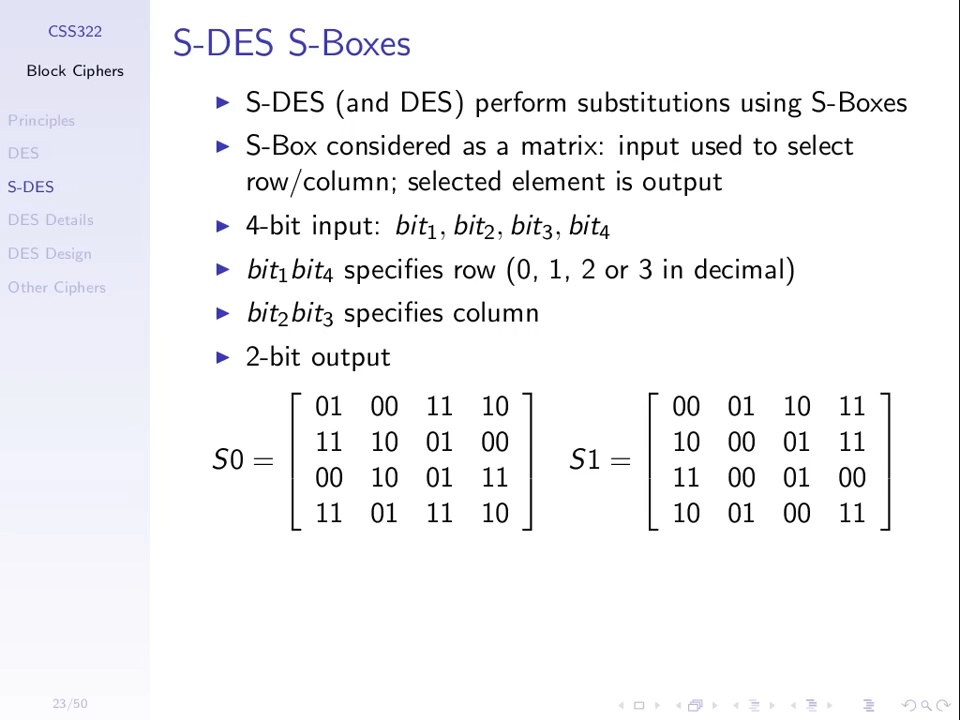 CSS322
Block Ciphers
Principles
DES
S-DES
DES Details
DES Design
Other Ciphers
23/50
S-DES S-Boxes
▶ S-DES (and DES) perform substitutions using S-Boxes
▶ S-Box considered as a matrix: input used to select
row/column; selected element is output
▶ 4-bit input: bit₁, bit₂, bit₃, bit₄
▶ bit₁bit₄ specifies row (0, 1, 2 or 3 in decimal)
▶ bit₂bit₃ specifies column
▶ 2-bit output
S0 =
01 00 11 10
11 10 01 00
00 10 01 11
11 01 11 10
S1 =
00 01 10 11
10 00 01 11
11 00 01 00
10 01 00 11